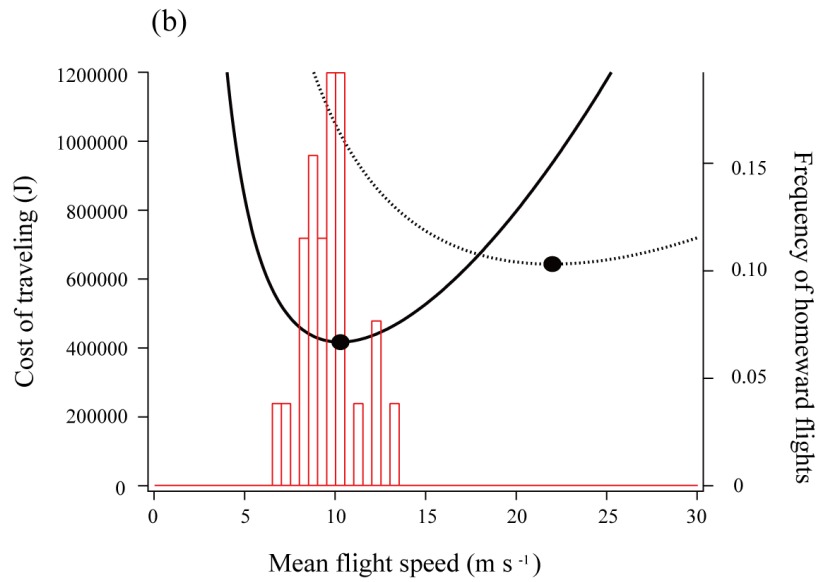 (b)
Cost of traveling (J)
1200000
1000000
800000
600000
400000
200000
0
0.15
0.10
0.05
0
Frequency of homeward flights
0 5 10 15 20 25 30
Mean flight speed (m s -1)